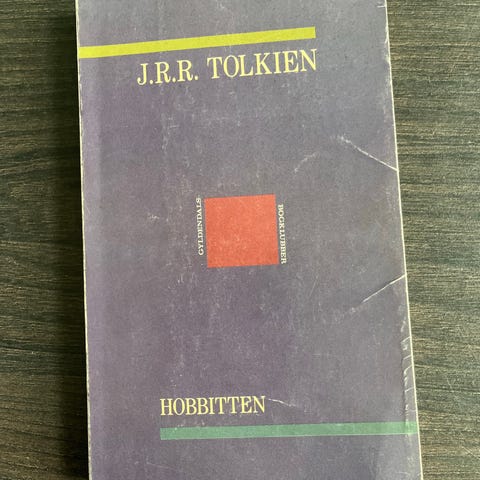 J.R.R. TOLKIEN
GYLDENDALS
BOGKLUBBER
HOBBITTEN